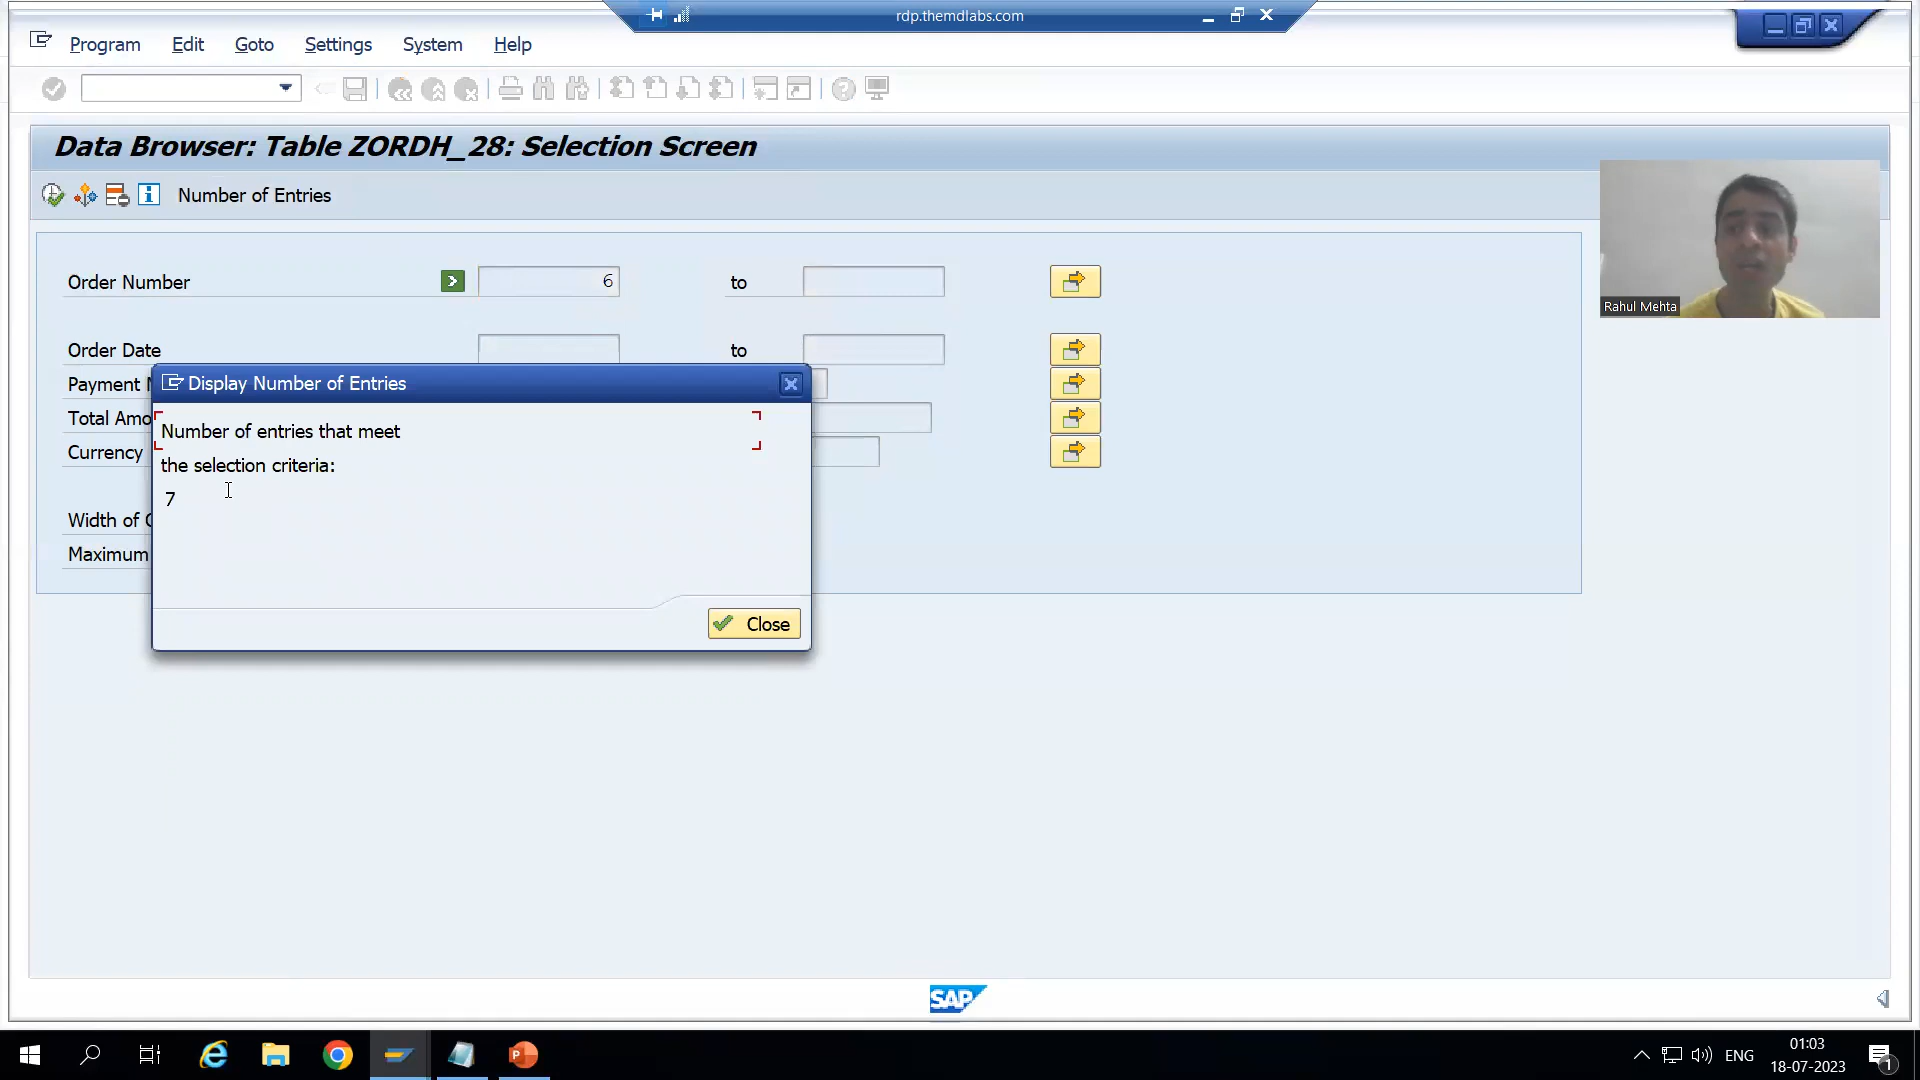 rdp.themdlabs.com
Program Edit Goto Settings System Help
Data Browser: Table ZORDH_28: Selection Screen
Number of Entries
Order Number 6 to
Order Date to
Payment
Total Amo
Currency
Width of
Maximum
Display Number of Entries
Number of entries that meet
the selection criteria:
7
Close
Rahul Mehta
SAP
ENG
01:03
18-07-2023
1